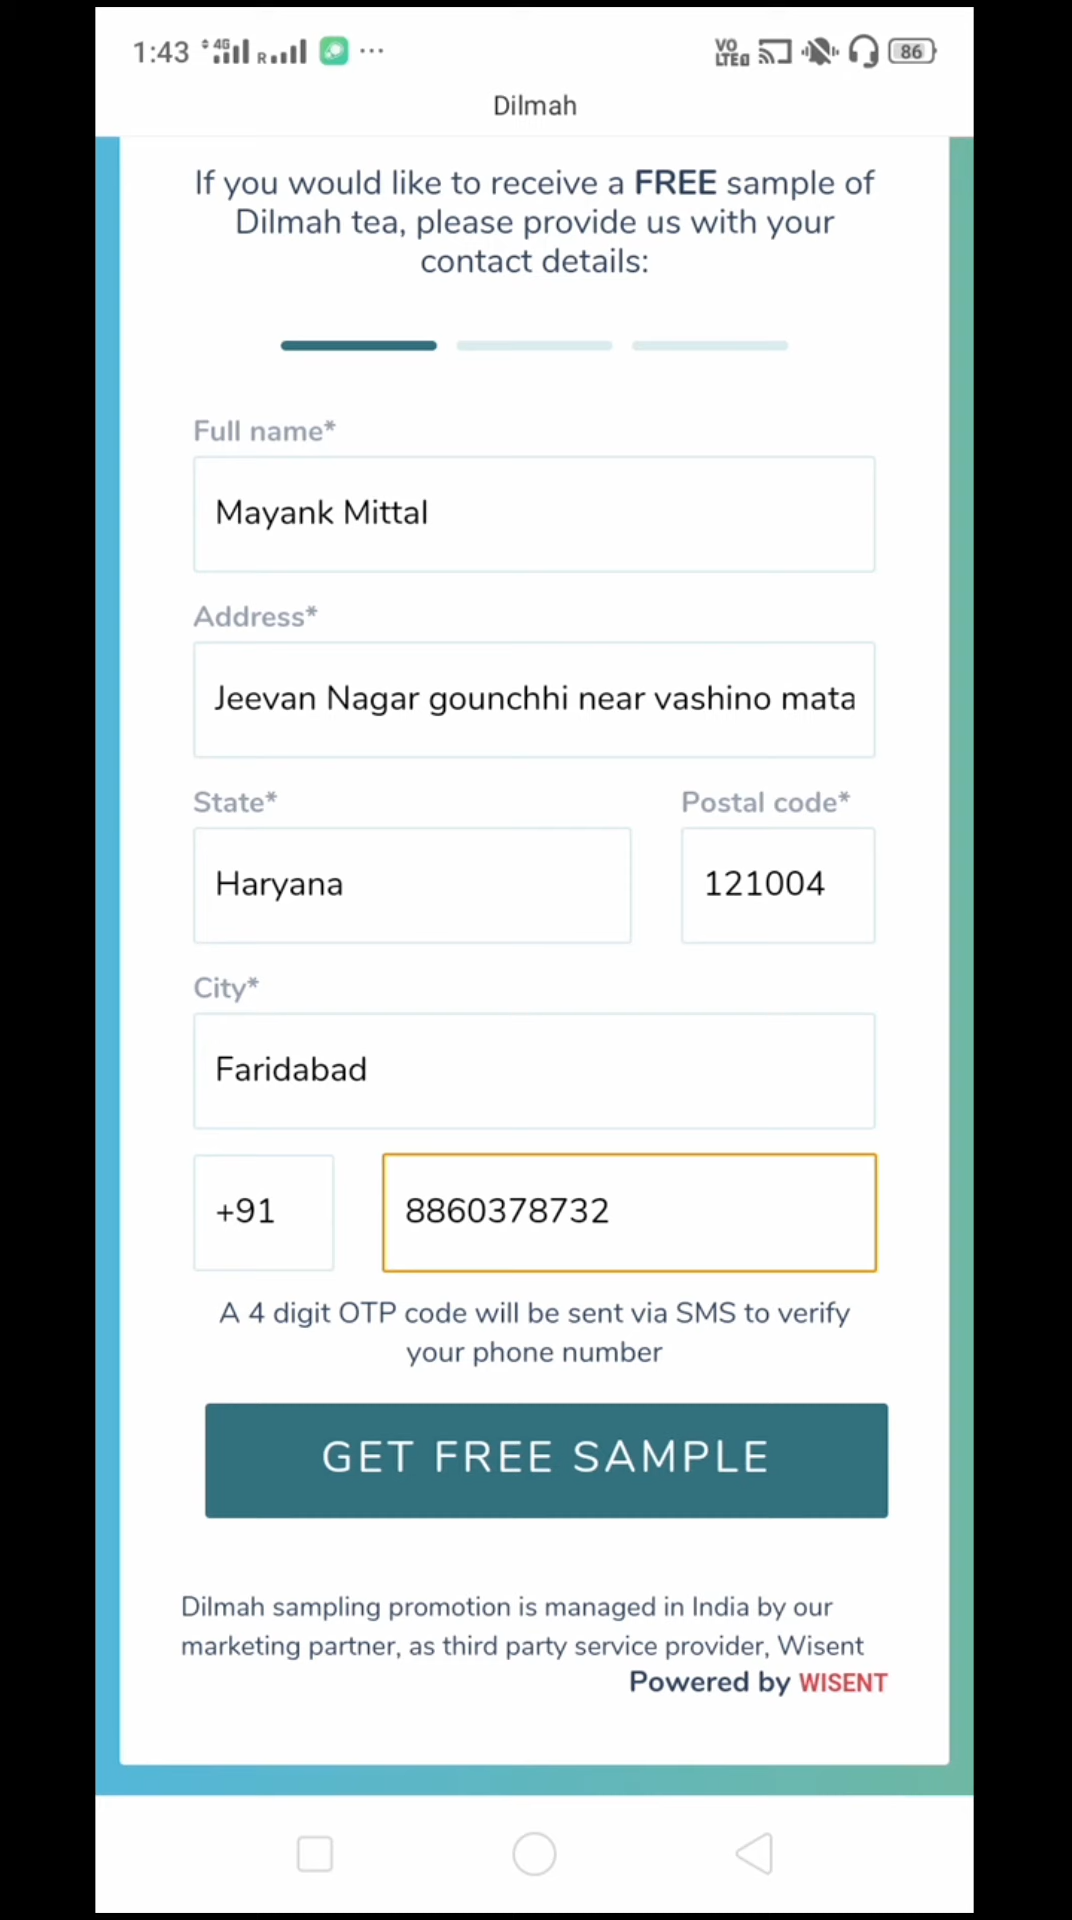 1:43 4G R ... VO LTE 86
Dilmah
If you would like to receive a FREE sample of
Dilmah tea, please provide us with your
contact details:
Full name*
Mayank Mittal
Address*
Jeevan Nagar gounchhi near vashino mata
State* Postal code*
Haryana 121004
City*
Faridabad
+91 8860378732
A 4 digit OTP code will be sent via SMS to verify
your phone number
GET FREE SAMPLE
Dilmah sampling promotion is managed in India by our
marketing partner, as third party service provider, Wisent
Powered by WISENT